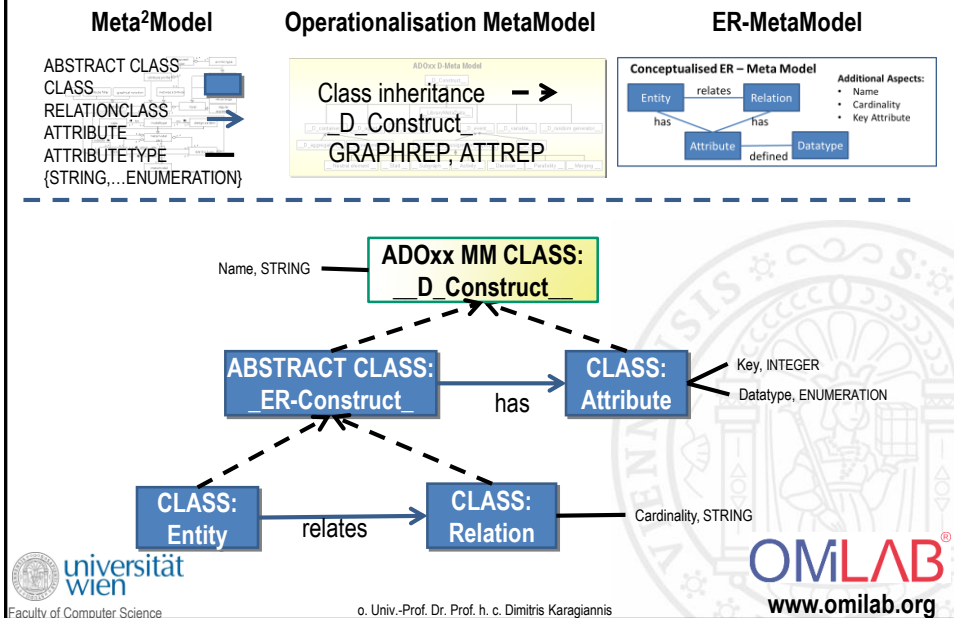 Meta²Model
Operationalisation MetaModel
ER-MetaModel
ABSTRACT CLASS
CLASS
RELATIONCLASS
ATTRIBUTE
ATTRIBUTETYPE
{STRING,...ENUMERATION}
ADOxx D-Meta Model
Class inheritance
_D_Construct_
GRAPHREP, ATTREP
Conceptualised ER – Meta Model
Additional Aspects:
• Name
• Cardinality
• Key Attribute
Entity
relates
Relation
has
has
Attribute
defined
Datatype
Name, STRING
ADOxx MM CLASS:
__D_Construct__
ABSTRACT CLASS:
_ER-Construct_
has
CLASS:
Attribute
Key, INTEGER
Datatype, ENUMERATION
CLASS:
Entity
relates
CLASS:
Relation
Cardinality, STRING
universität
wien
Faculty of Computer Science
o. Univ.-Prof. Dr. Prof. h. c. Dimitris Karagiannis
OMiLAB®
www.omilab.org